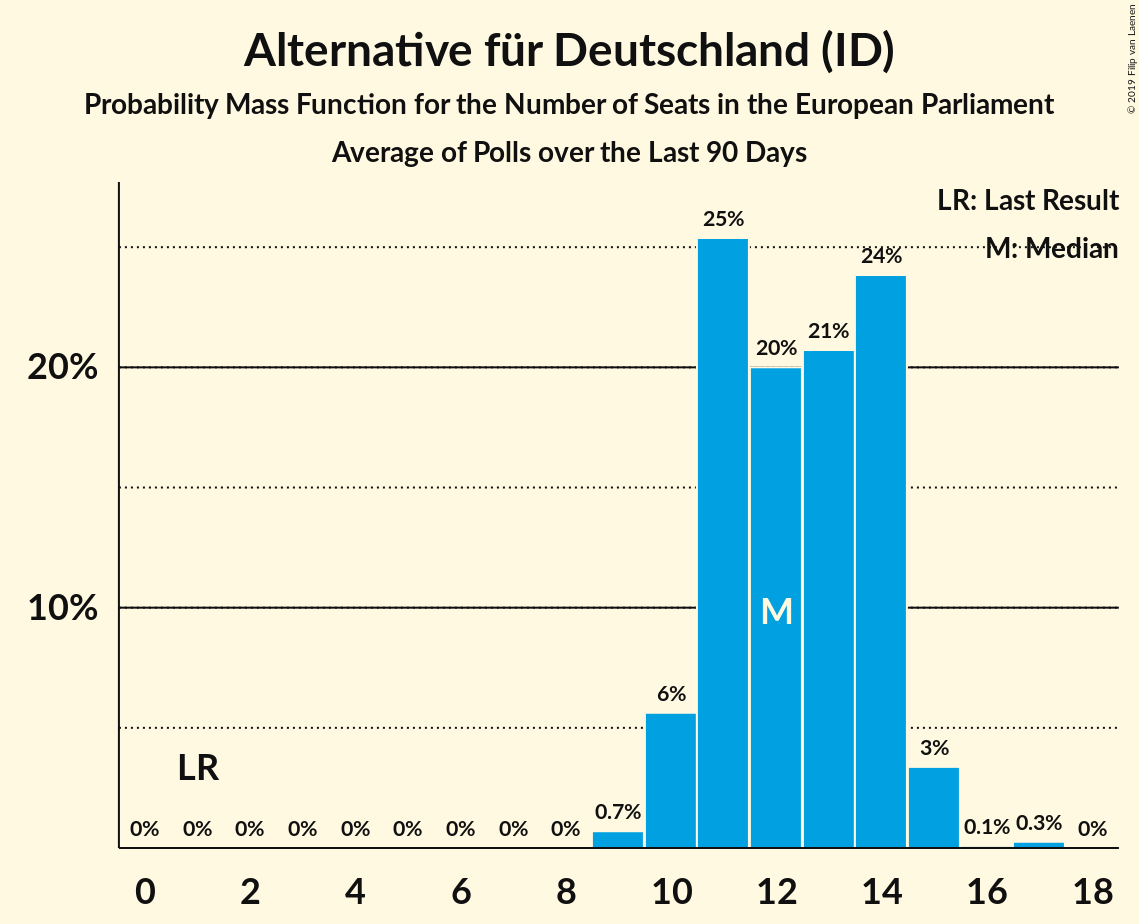 Alternative für Deutschland (ID)
Probability Mass Function for the Number of Seats in the European Parliament
Average of Polls over the Last 90 Days
© 2019 Filip van Laenen
LR: Last Result
M: Median
20%
10%
0% 0% 0% 0% 0% 0% 0% 0% 0% 0.7% 6% 25% 20% 21% 24% 3% 0.1% 0.3% 0%
LR
M
0 2 4 6 8 10 12 14 16 18